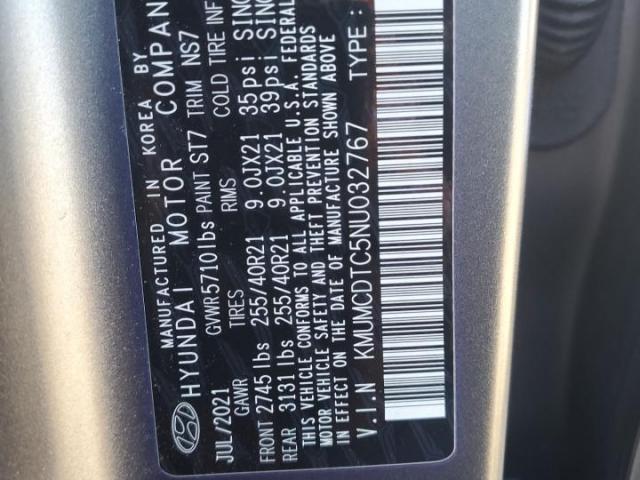 MANUFACTURED IN KOREA BY
HYUNDAI MOTOR COMPAN
JUL/2021 GVWR5710lbs PAINT ST7 TRIM NS7
GAWR TIRES RIMS COLD TIRE INF
FRONT 2745 lbs 255/40R21 9.0JX21 35psi SING
REAR 3131 lbs 255/40R21 9.0JX21 39psi SING
THIS VEHICLE CONFORMS TO ALL APPLICABLE U.S.A. FEDERAL
MOTOR VEHICLE SAFETY AND THEFT PREVENTION STANDARDS
IN EFFECT ON THE DATE OF MANUFACTURE SHOWN ABOVE
V.I.N KMUMCDTC5NU032767 TYPE :